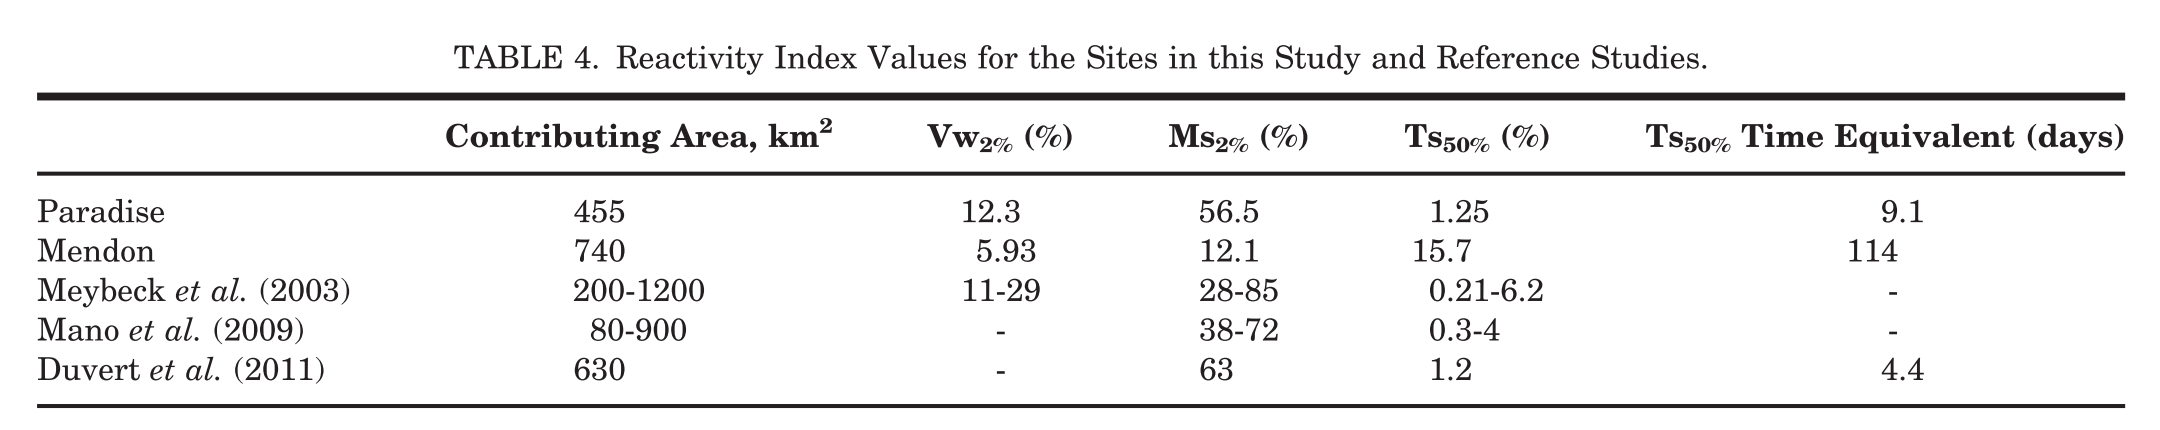 TABLE 4. Reactivity Index Values for the Sites in this Study and Reference Studies.
Contributing Area, km² Vw2% (%) Ms2% (%) Ts50% (%) Ts50% Time Equivalent (days)
Paradise 455 12.3 56.5 1.25 9.1
Mendon 740 5.93 12.1 15.7 114
Meybeck et al. (2003) 200-1200 11-29 28-85 0.21-6.2 -
Mano et al. (2009) 80-900 - 38-72 0.3-4 -
Duvert et al. (2011) 630 - 63 1.2 4.4